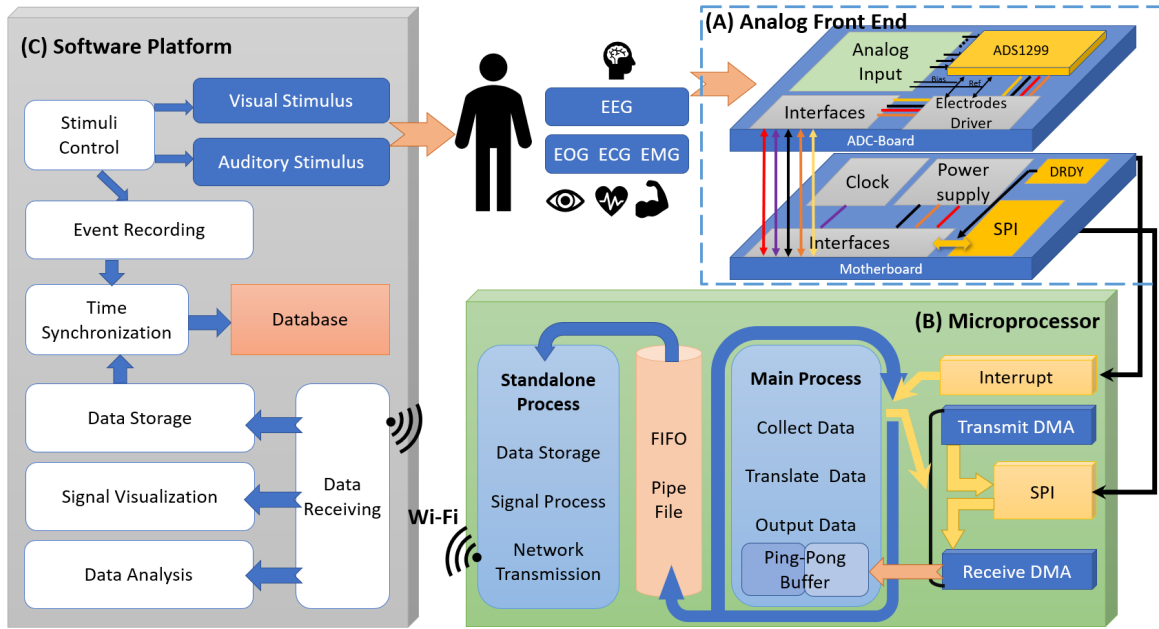 (C) Software Platform
Stimuli
Control
Visual Stimulus
Auditory Stimulus
Event Recording
Time
Synchronization
Database
Data Storage
Signal Visualization
Data Analysis
Data
Receiving
EEG
EOG ECG EMG
(A) Analog Front End
Analog
Input
ADS1299
Bias
Ref
Interfaces
Electrodes
Driver
ADC-Board
Clock
Power
supply
DRDY
SPI
Interfaces
Motherboard
(B) Microprocessor
Wi-Fi
Standalone
Process
Data Storage
Signal Process
Network
Transmission
FIFO
Pipe
File
Main Process
Collect Data
Translate Data
Output Data
Ping-Pong
Buffer
Interrupt
Transmit DMA
SPI
Receive DMA